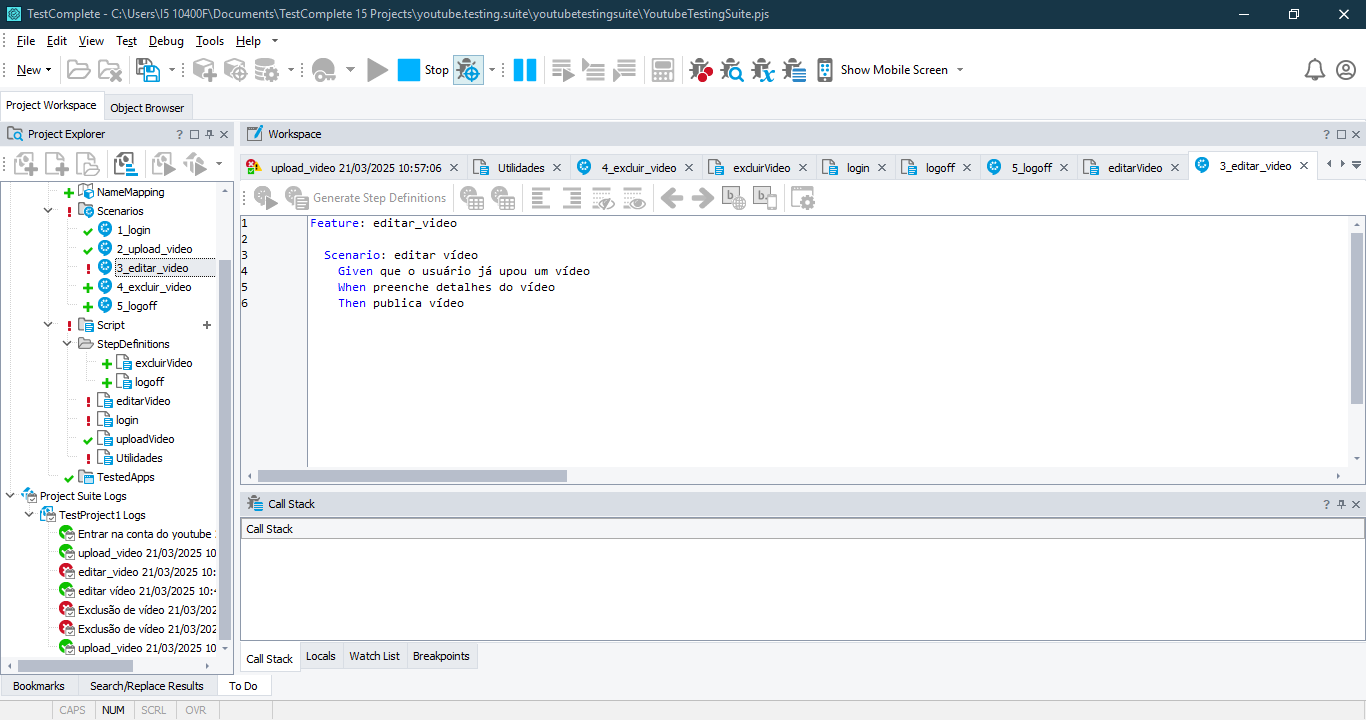 TestComplete - C:\Users\I5 10400F\Documents\TestComplete 15 Projects\youtube.testing.suite\youtubetestingsuite\YoutubeTestingSuite.pjs
File Edit View Test Debug Tools Help
New Stop Show Mobile Screen
Project Workspace Object Browser
Project Explorer
Workspace
upload_video 21/03/2025 10:57:06 Utilidades 4_excluir_video excluirVideo login logoff 5_logoff editarVideo 3_editar_video
Generate Step Definitions
NameMapping
Scenarios
1_login
2_upload_video
3_editar_video
4_excluir_video
5_logoff
Script
StepDefinitions
excluirVideo
logoff
editarVideo
login
uploadVideo
Utilidades
TestedApps
Project Suite Logs
TestProject1 Logs
Entrar na conta do youtube
upload_video 21/03/2025 10
editar_video 21/03/2025 10:
editar vídeo 21/03/2025 10:4
Exclusão de vídeo 21/03/202
Exclusão de vídeo 21/03/202
upload_video 21/03/2025 10
1 Feature: editar_video
2
3 Scenario: editar vídeo
4 Given que o usuário já upou um vídeo
5 When preenche detalhes do vídeo
6 Then publica vídeo
Call Stack
Call Stack
Call Stack Locals Watch List Breakpoints
Bookmarks Search/Replace Results To Do
CAPS NUM SCRL OVR